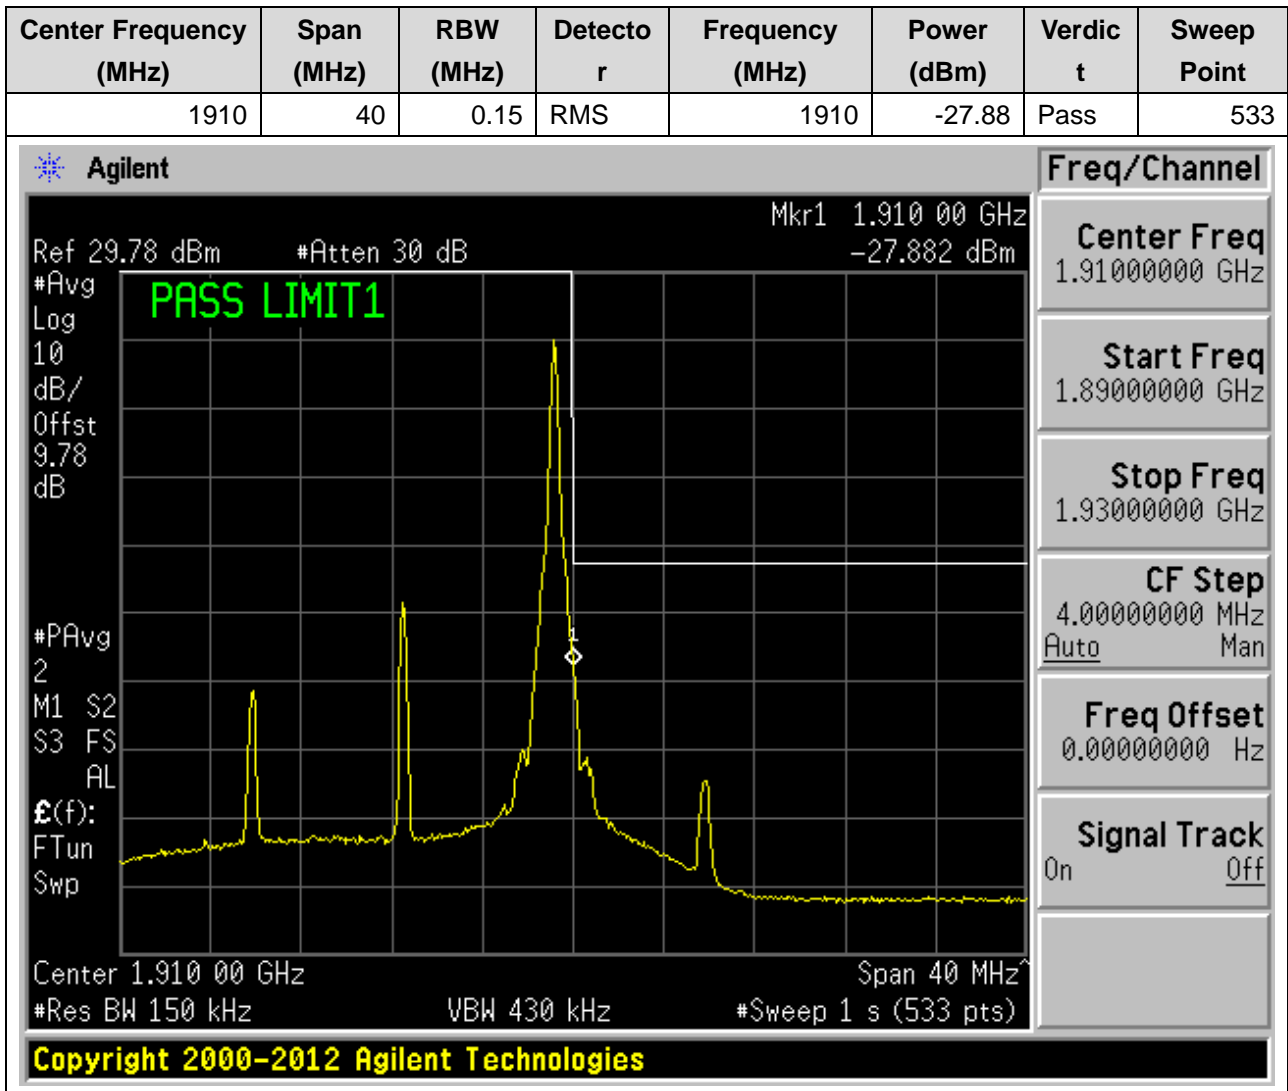 Center Frequency Span RBW Detecto Frequency Power Verdic Sweep
(MHz) (MHz) (MHz) r (MHz) (dBm) t Point
1910 40 0.15 RMS 1910 -27.88 Pass 533
Agilent Freq/Channel
Mkr1 1.910 00 GHz
Ref 29.78 dBm #Atten 30 dB -27.882 dBm
#Avg
Log
10
dB/
Offst
9.78
dB
PASS LIMIT1
1
#PAvg
2
M1 S2
S3 FS
AL
£(f):
FTun
Swp
Center 1.910 00 GHz Span 40 MHz^
#Res BW 150 kHz VBW 430 kHz #Sweep 1 s (533 pts)
Center Freq
1.91000000 GHz
Start Freq
1.89000000 GHz
Stop Freq
1.93000000 GHz
CF Step
4.00000000 MHz
Auto Man
Freq Offset
0.00000000 Hz
Signal Track
On Off
Copyright 2000-2012 Agilent Technologies